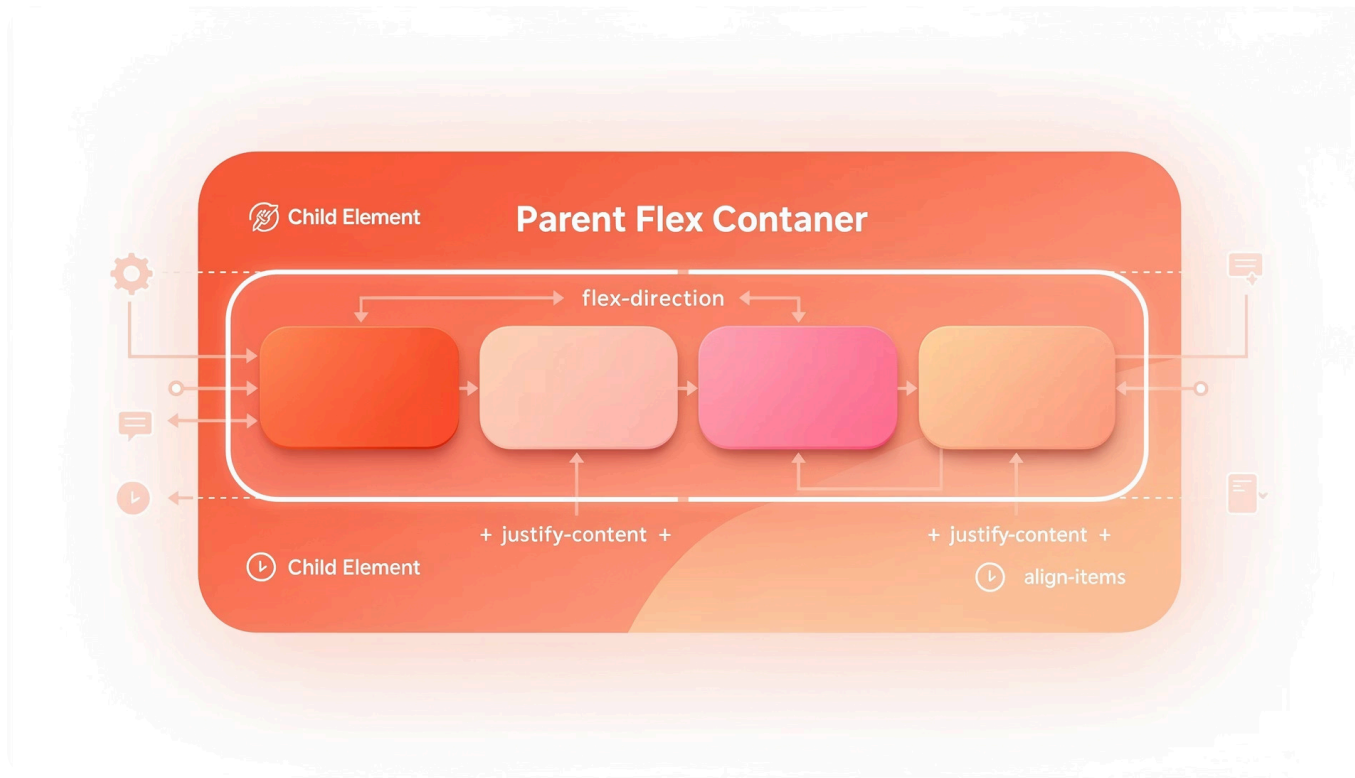 Child Element
Parent Flex Contaner
flex-direction
+ justify-content +
+ justify-content +
Child Element
align-items